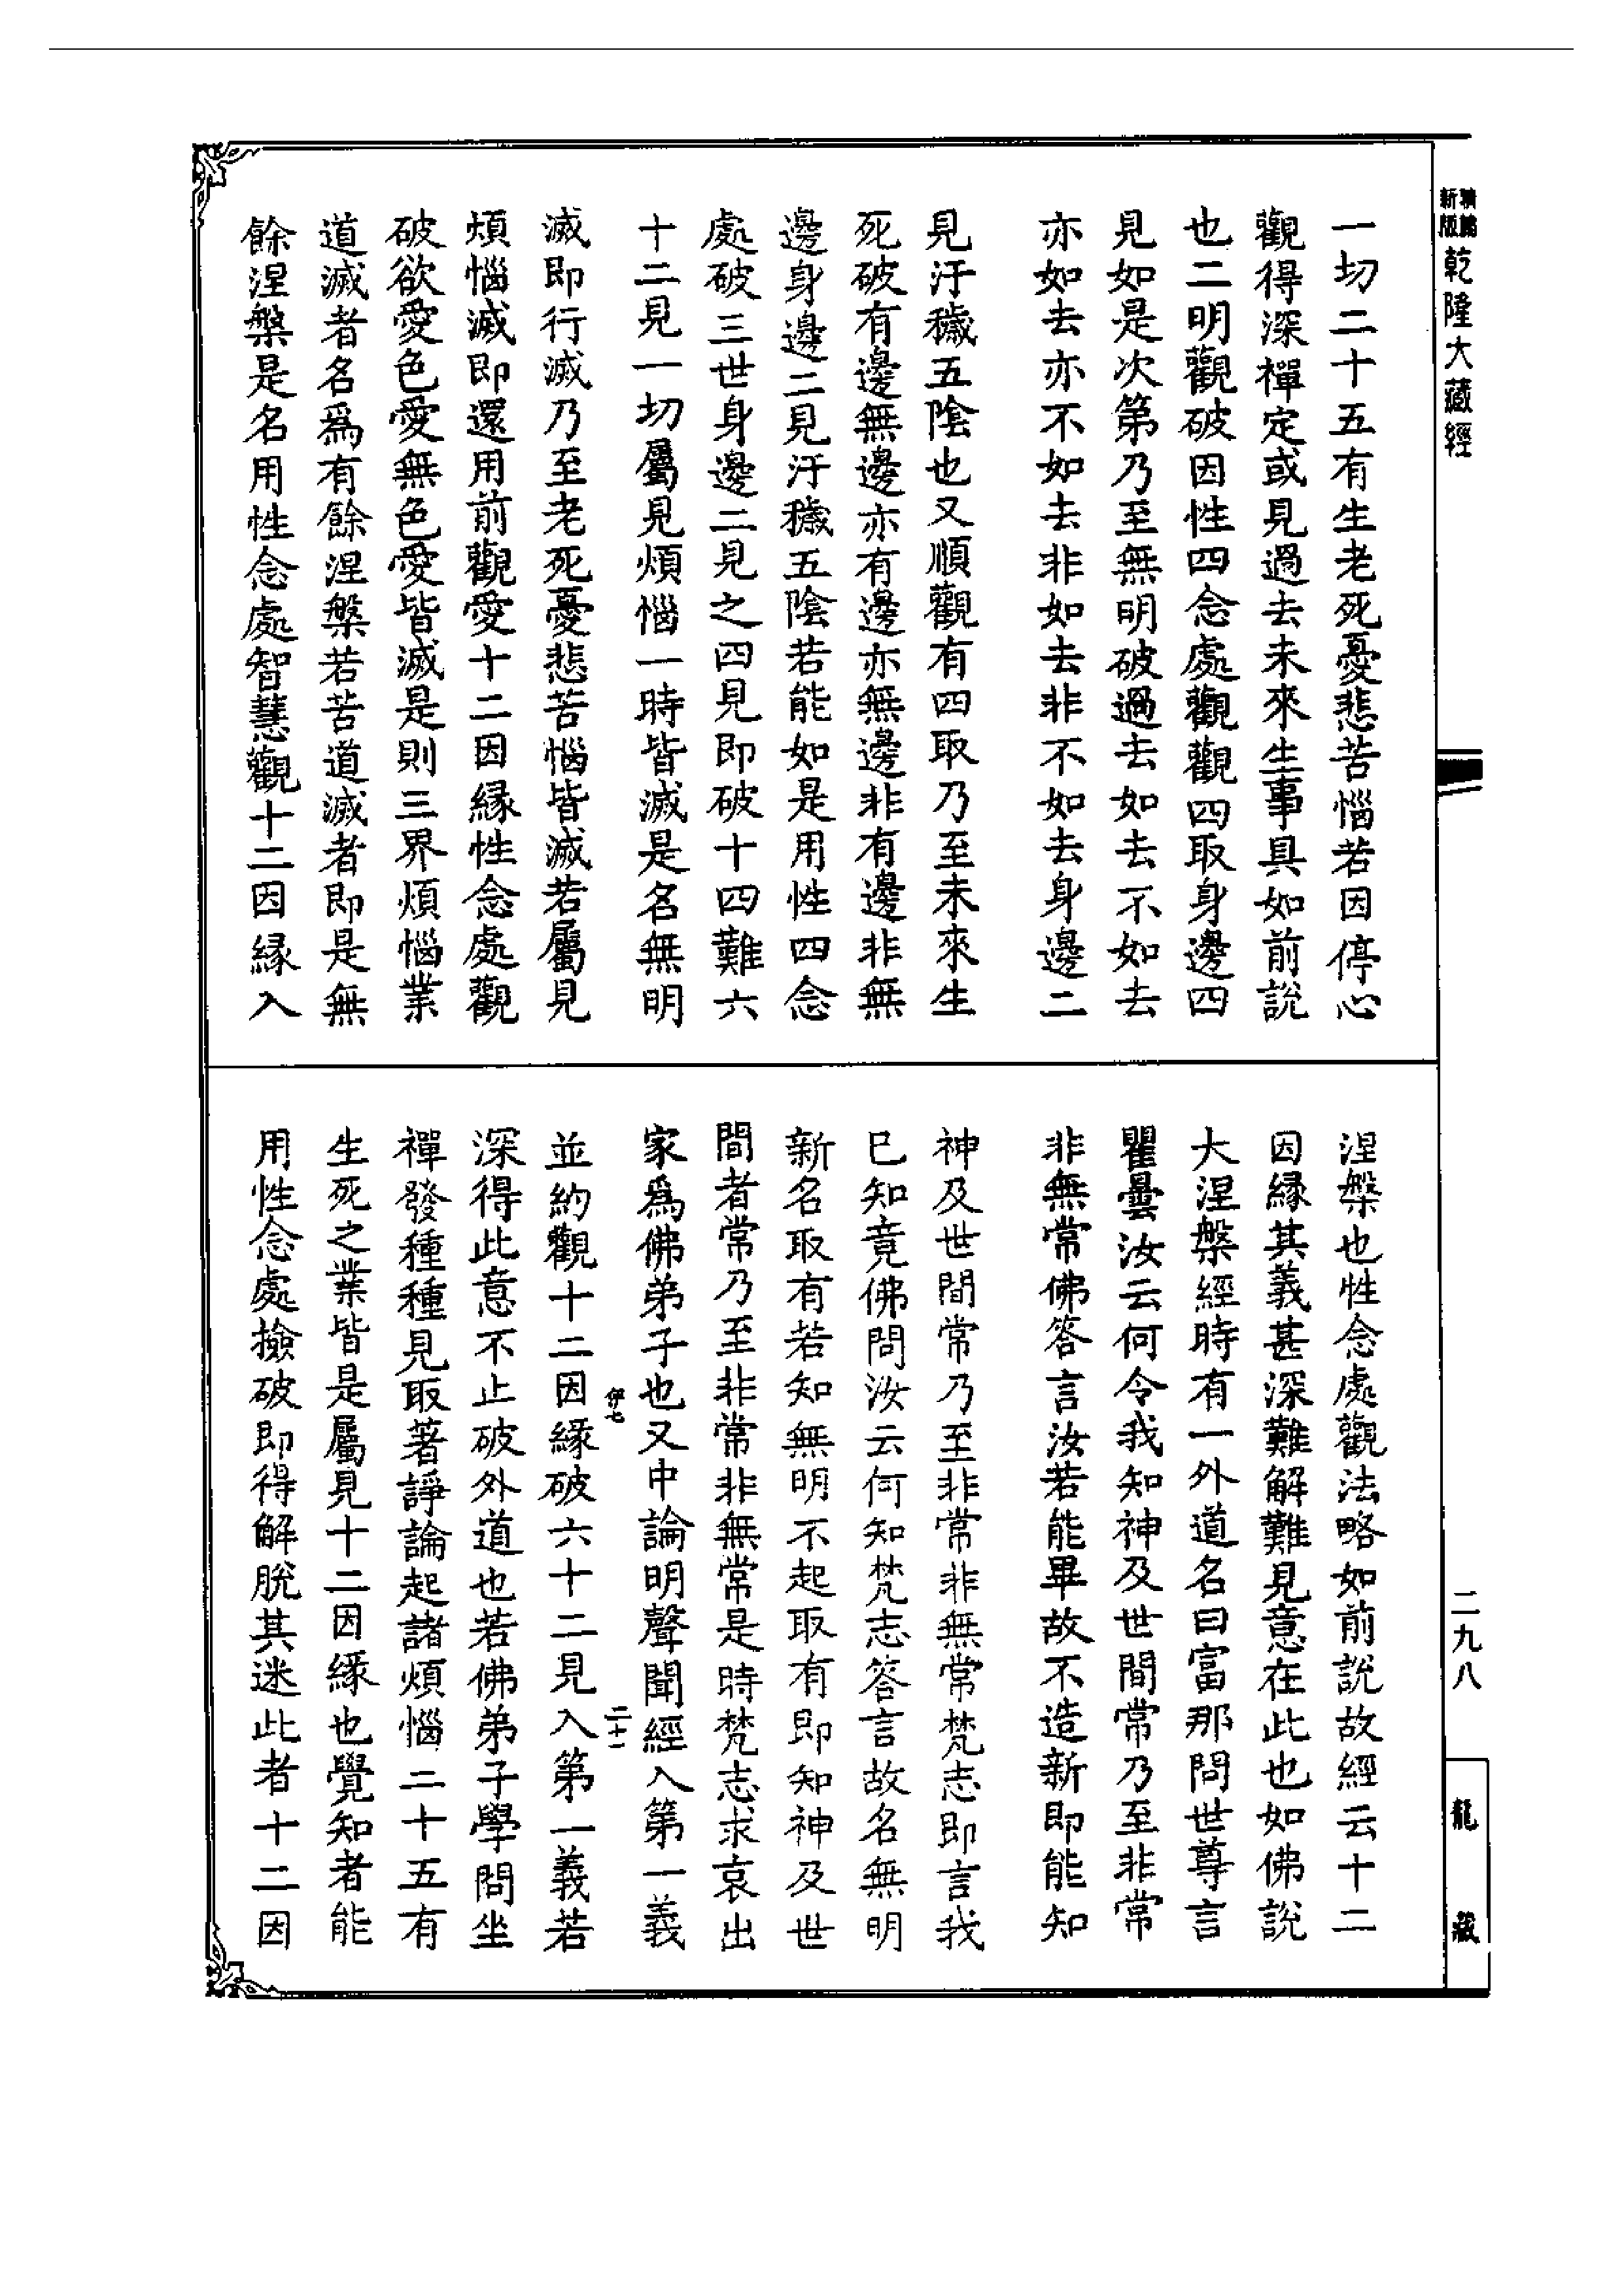 新版
精編
乾隆大藏經
一切二十五有生老死憂悲苦惱若因停心
觀得深禪定或見過去未來生事具如前說
也二明觀破因性四念處觀觀四取身邊四
見如是次第乃至無明破過去如去不如去
亦如去亦不如去非如去非不如去身邊二
見汙穢五陰也又順觀有四取乃至未來生
死破有邊無邊亦有邊亦無邊非有邊非無
邊身邊二見汙穢五陰若能如是用性四念
處破三世身邊二見之四見即破十四難六
十二見一切屬見煩惱一時皆滅是名無明
滅即行滅乃至老死憂悲苦惱皆滅若屬見
煩惱滅即還用前觀愛十二因緣性念處觀
破欲愛色愛無色愛皆滅是則三界煩惱業
道滅者名爲有餘涅槃若苦道滅者即是無
餘涅槃是名用性念處智慧觀十二因緣入
涅槃也性念處觀法略如前說故經云十二
因緣其義甚深難解難見意在此也如佛說
大涅槃經時有一外道名曰富那問世尊言
瞿曇汝云何令我知神及世間常乃至非常
非無常佛答言汝若能畢故不造新即能知
神及世間常乃至非常非無常梵志即言我
已知竟佛問汝云何知梵志答言故名無明
新名取有若知無明不起取有即知神及世
間者常乃至非常非無常是時梵志求哀出
家爲佛弟子也又中論明聲聞經入第一義
伊七
二十一
並約觀十二因緣破六十二見入第一義若
深得此意不止破外道也若佛弟子學問坐
禪發種種見取著諍論起諸煩惱二十五有
生死之業皆是屬見十二因緣也覺知者能
用性念處撿破即得解脫其迷此者十二因
二九八
龍藏